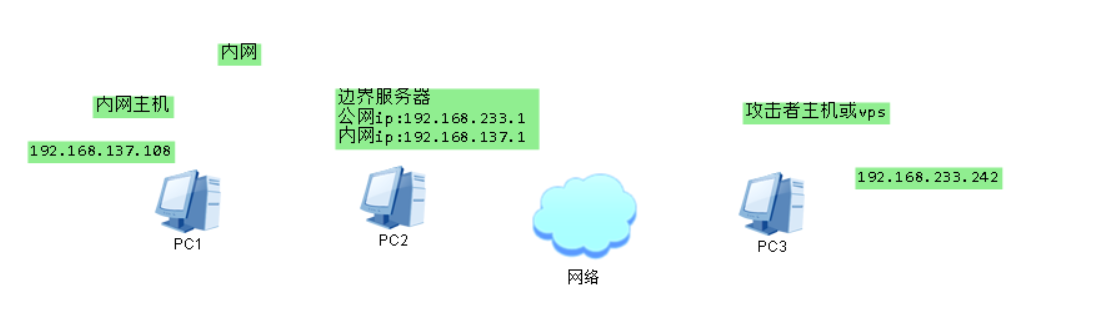 内网
内网主机
边界服务器
公网ip:192.168.233.1
内网ip:192.168.137.1
攻击者主机或vps
192.168.137.108
192.168.233.242
PC1
PC2
PC3
网络